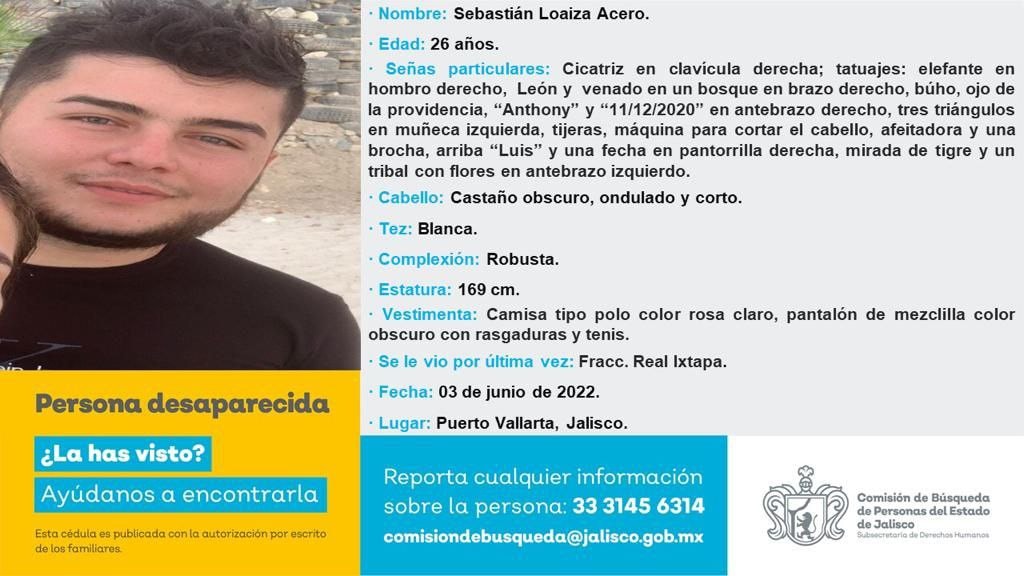 · Nombre: Sebastián Loaiza Acero.
· Edad: 26 años.
· Señas particulares: Cicatriz en clavícula derecha; tatuajes: elefante en
hombro derecho, León y venado en un bosque en brazo derecho, búho, ojo de
la providencia, “Anthony” y “11/12/2020” en antebrazo derecho, tres triángulos
en muñeca izquierda, tijeras, máquina para cortar el cabello, afeitadora y una
brocha, arriba “Luis” y una fecha en pantorrilla derecha, mirada de tigre y un
tribal con flores en antebrazo izquierdo.
· Cabello: Castaño obscuro, ondulado y corto.
· Tez: Blanca.
· Complexión: Robusta.
· Estatura: 169 cm.
· Vestimenta: Camisa tipo polo color rosa claro, pantalón de mezclilla color
obscuro con rasgaduras y tenis.
· Se le vio por última vez: Fracc. Real Ixtapa.
· Fecha: 03 de junio de 2022.
· Lugar: Puerto Vallarta, Jalisco.
Persona desaparecida
¿La has visto?
Ayúdanos a encontrarla
Esta cédula es publicada con la autorización por escrito
de los familiares.
Reporta cualquier información
sobre la persona: 33 3145 6314
comisiondebusqueda@jalisco.gob.mx
Comisión de Búsqueda
de Personas del Estado
de Jalisco
Subsecretaría de Derechos Humanos